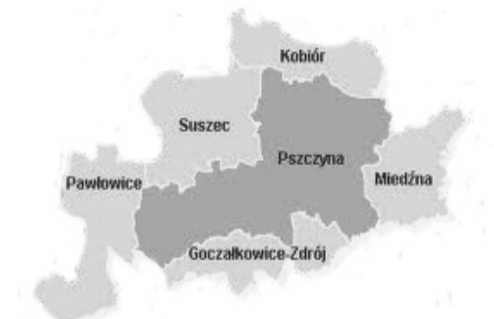 Kobiór
Suszec
Pszczyna
Pawłowice
Miedźna
Goczałkowice-Zdrój